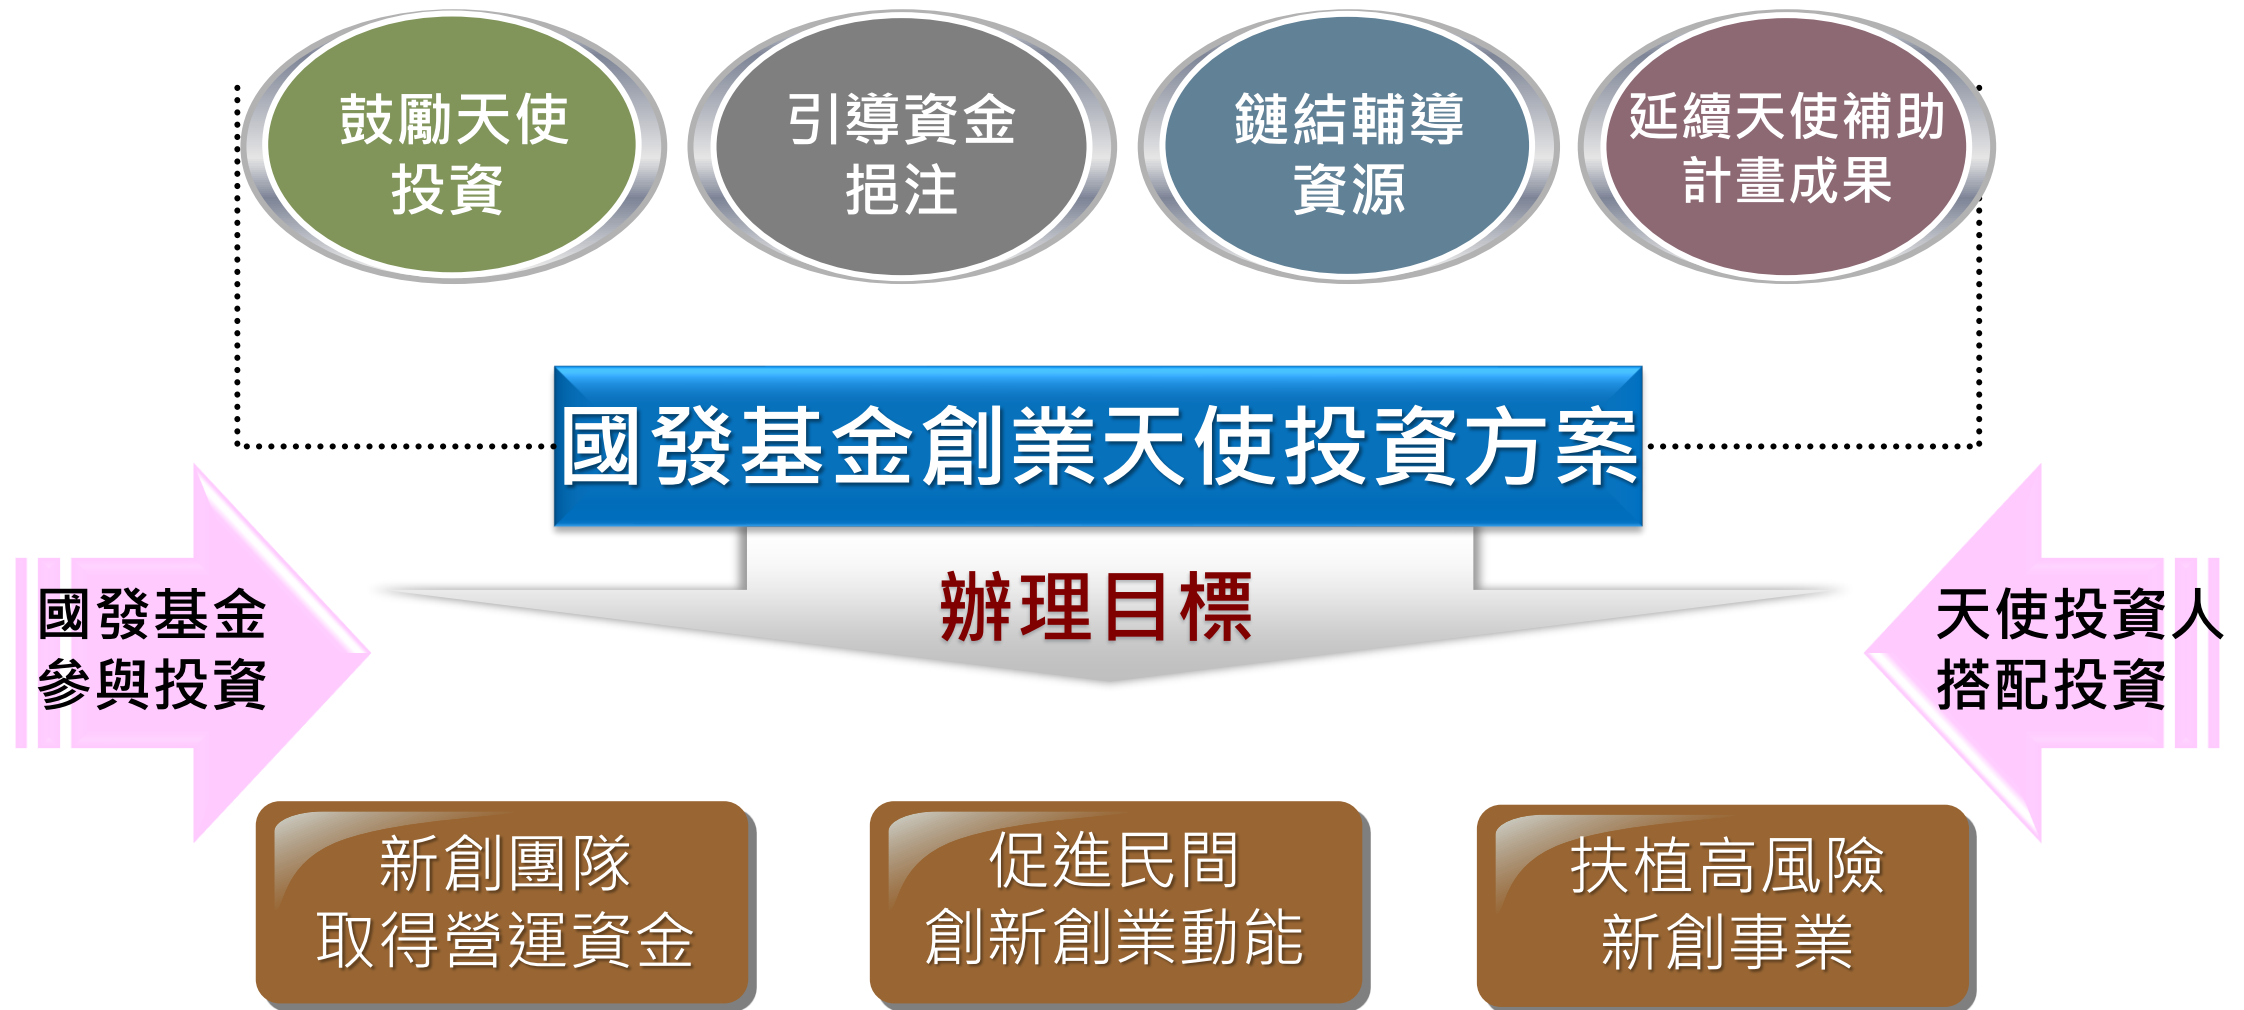 鼓勵天使
投資
引導資金
挹注
鏈結輔導
資源
延續天使補助
計畫成果
國發基金創業天使投資方案
辦理目標
國發基金
參與投資
天使投資人
搭配投資
新創團隊
取得營運資金
促進民間
創新創業動能
扶植高風險
新創事業